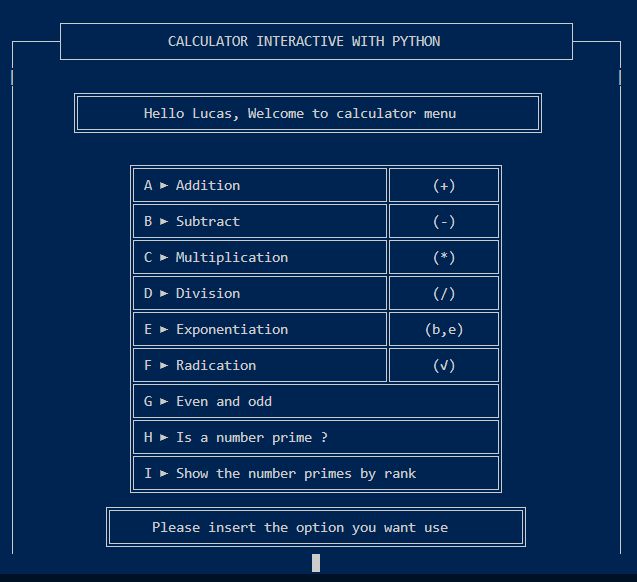 CALCULATOR INTERACTIVE WITH PYTHON
Hello Lucas, Welcome to calculator menu
A ► Addition (+)
B ► Subtract (-)
C ► Multiplication (*)
D ► Division (/)
E ► Exponentiation (b,e)
F ► Radication (√)
G ► Even and odd
H ► Is a number prime ?
I ► Show the number primes by rank
Please insert the option you want use